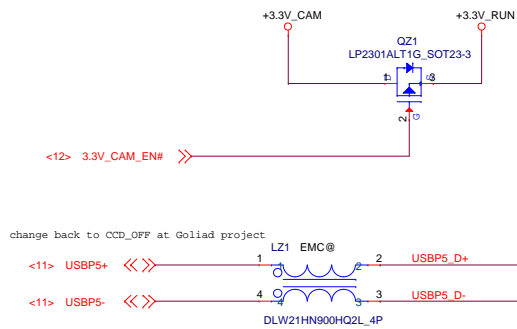 +3.3V_CAM +3.3V_RUN
QZ1
LP2301ALT1G_SOT23-3
1 D S 3
2 G
<12> 3.3V_CAM_EN#
change back to CCD_OFF at Goliad project
LZ1 EMC@
<11> USBP5+ 1 1 2 2 USBP5_D+
<11> USBP5- 4 4 3 3 USBP5_D-
DLW21HN900HQ2L_4P